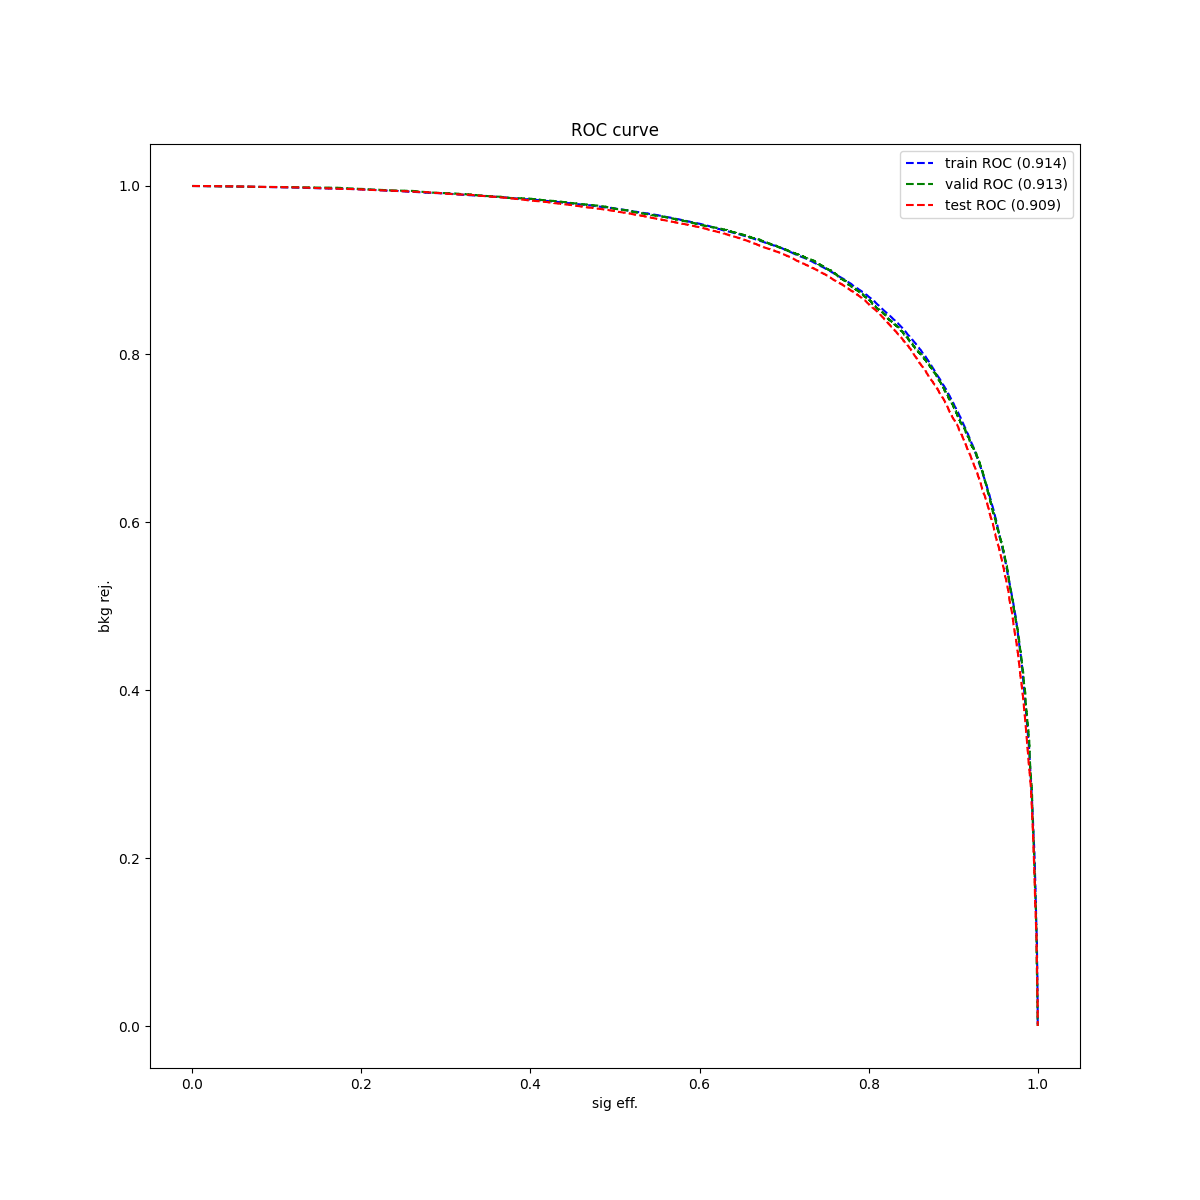 ROC curve
train ROC (0.914)
valid ROC (0.913)
test ROC (0.909)
1.0
0.8
0.6
0.4
0.2
0.0
bkg rej.
0.0 0.2 0.4 0.6 0.8 1.0
sig eff.